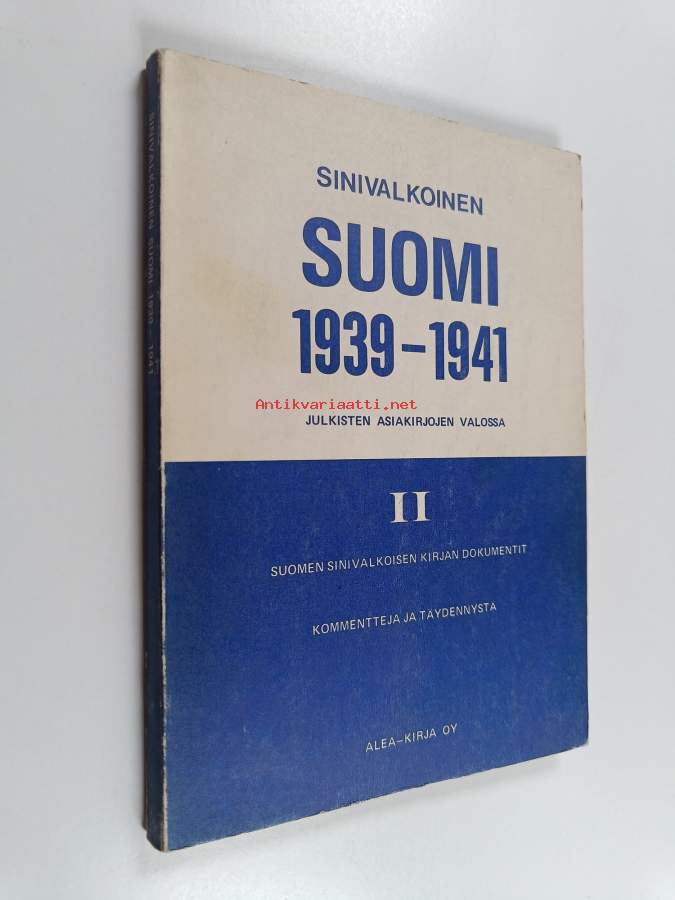 SINIVALKOINEN
SUOMI
1939–1941
Antikvariaatti.net
JULKISTEN ASIAKIRJOJEN VALOSSA
II
SUOMEN SINIVALKOISEN KIRJAN DOKUMENTIT
KOMMENTTEJA JA TÄYDENNYSTÄ
ALEA–KIRJA OY
SINIVALKOINEN SUOMI 1939 – 1941